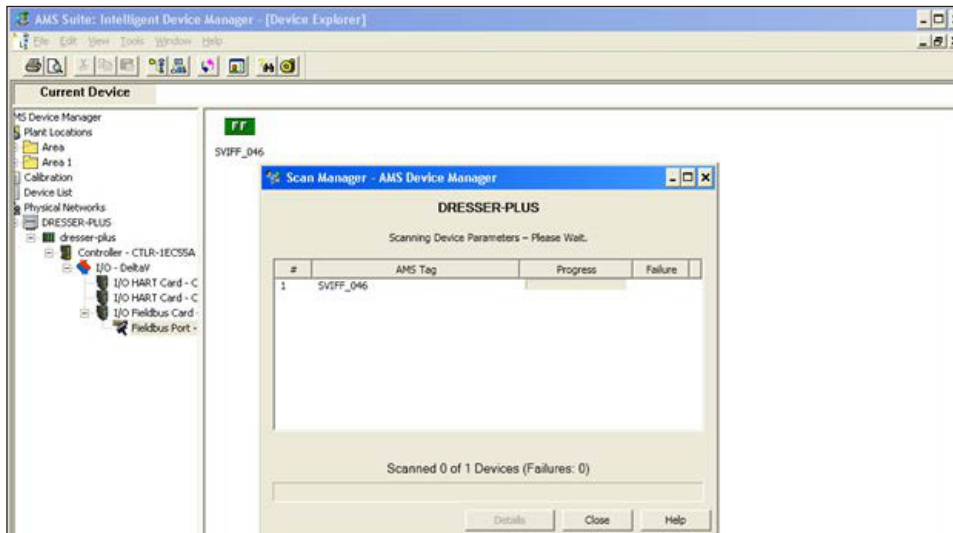 AMS Suite: Intelligent Device Manager - [Device Explorer]
File Edit View Tools Window Help
Current Device
MS Device Manager
Plant Locations
Area
Area 1
Calibration
Device List
Physical Networks
DRESSER-PLUS
dresser-plus
Controller - CTLR-1EC55A
I/O - DeltaV
I/O HART Card - C
I/O HART Card - C
I/O Fieldbus Card -
Fieldbus Port -
FF
SVIFF_046
Scan Manager - AMS Device Manager
DRESSER-PLUS
Scanning Device Parameters - Please Wait.
# AMS Tag Progress Failure
1 SVIFF_046
Scanned 0 of 1 Devices (Failures: 0)
Details Close Help